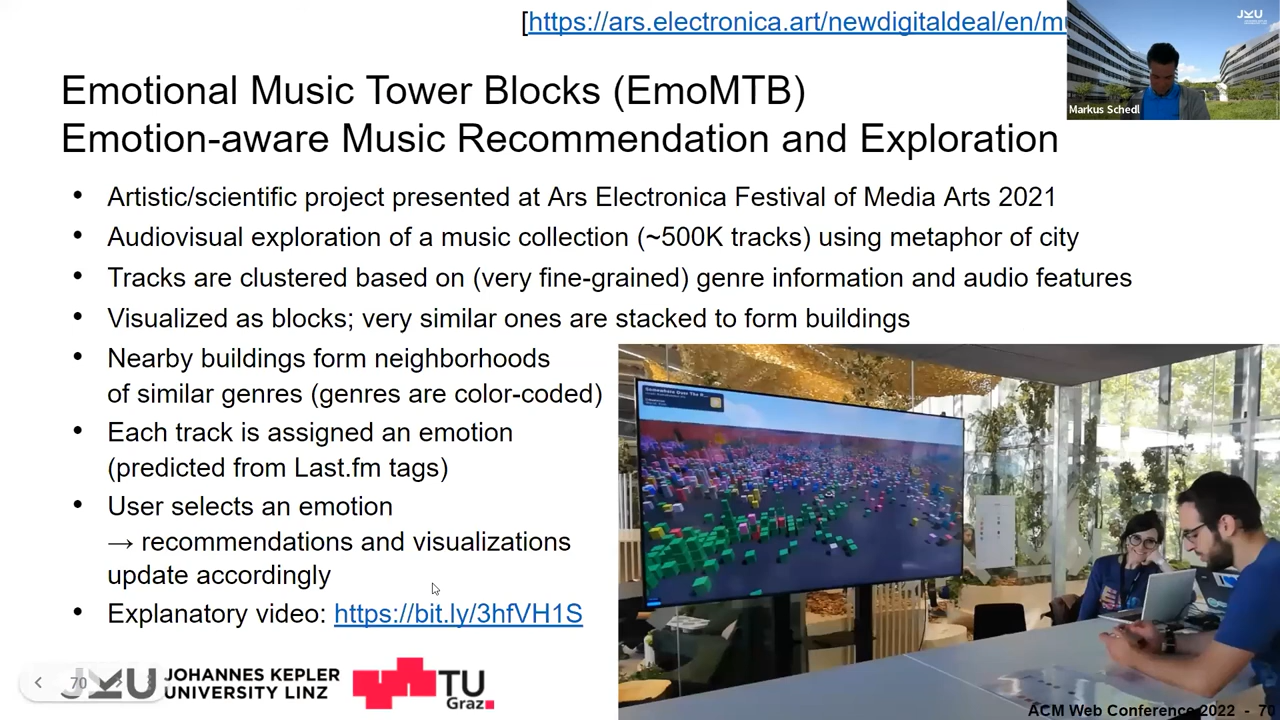 [https://ars.electronica.art/newdigitaldeal/en/
JKU
Markus Schedl
Emotional Music Tower Blocks (EmoMTB)
Emotion-aware Music Recommendation and Exploration
• Artistic/scientific project presented at Ars Electronica Festival of Media Arts 2021
• Audiovisual exploration of a music collection (~500K tracks) using metaphor of city
• Tracks are clustered based on (very fine-grained) genre information and audio features
• Visualized as blocks; very similar ones are stacked to form buildings
• Nearby buildings form neighborhoods
of similar genres (genres are color-coded)
• Each track is assigned an emotion
(predicted from Last.fm tags)
• User selects an emotion
→ recommendations and visualizations
update accordingly
• Explanatory video: https://bit.ly/3hfVH1S
Somewhere Over The R...
70
JKU JOHANNES KEPLER
UNIVERSITY LINZ
TU
Graz
ACM Web Conference 2022 - 70